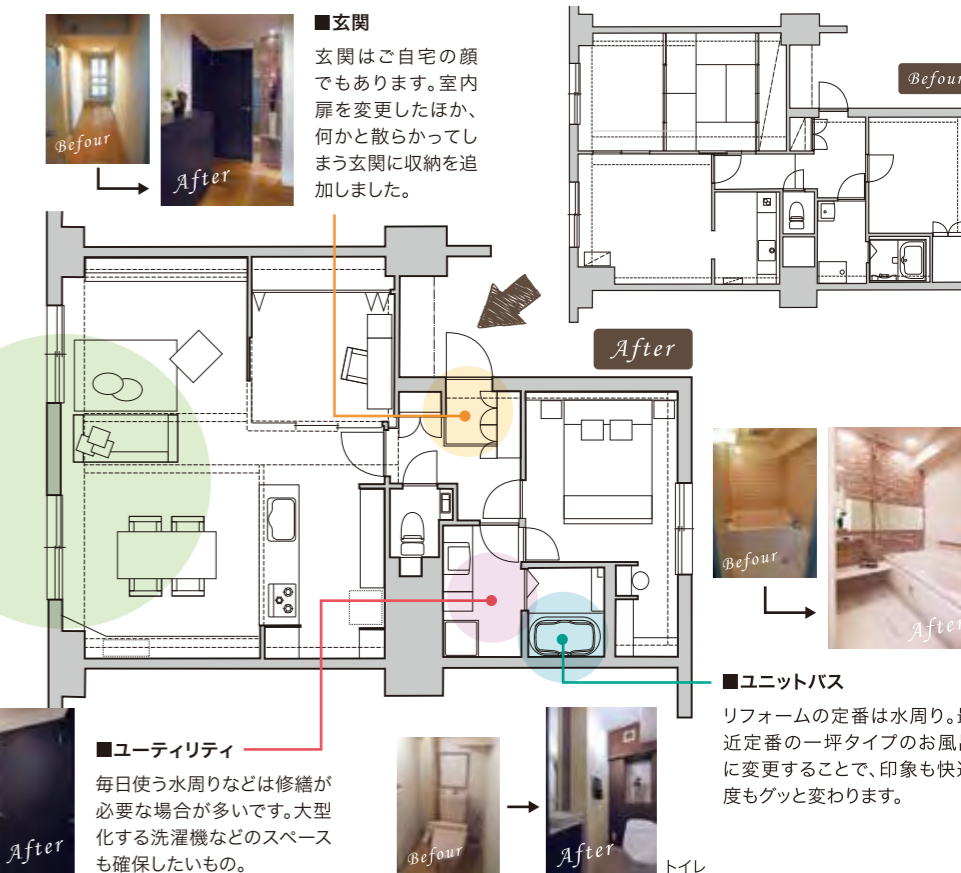 ■玄関
玄関はご自宅の顔
でもあります。室内
扉を変更したほか、
何かと散らかってし
まう玄関に収納を追
加しました。
Befour
After
Befour
After
Befour
After
■ユニットバス
リフォームの定番は水周り。最
近定番の一坪タイプのお風呂
に変更することで、印象も快適
度もグッと変わります。
■ユーティリティ
毎日使う水周りなどは修繕が
必要な場合が多いです。大型
化する洗濯機などのスペース
も確保したいもの。
After
Befour
After
トイレ